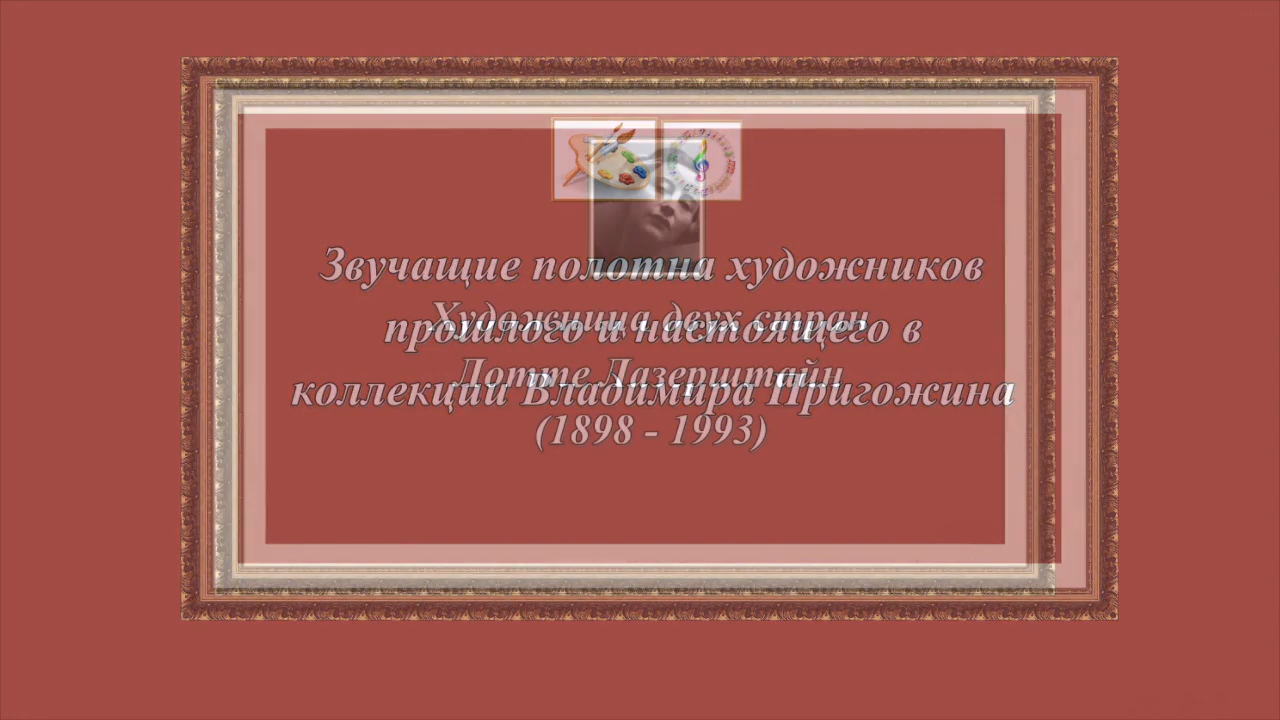 Звучащие полотна художников
Художница двух стран
прошлого и настоящего в
Лотте Лазерштайн
коллекции Владимира Пригожина
(1898 - 1993)